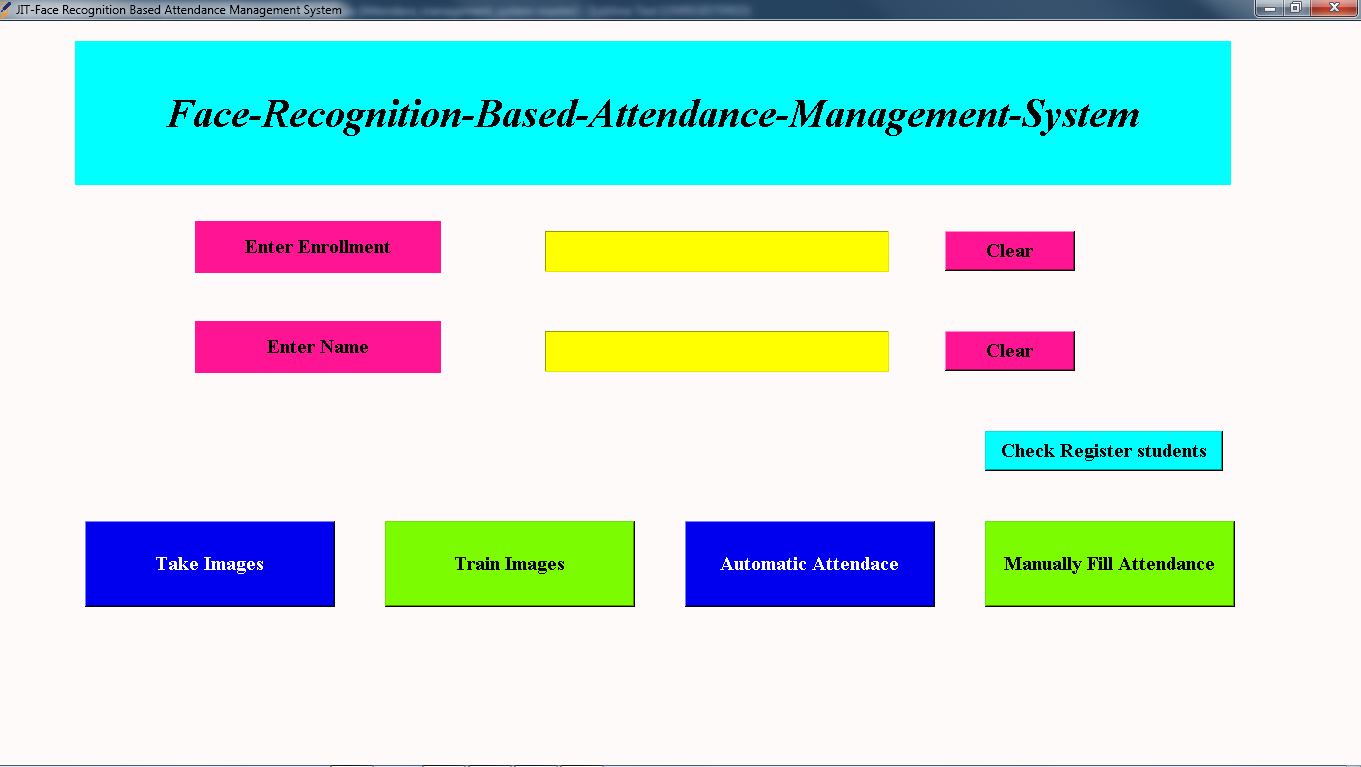 JIT-Face Recognition Based Attendance Management System
Face-Recognition-Based-Attendance-Management-System
Enter Enrollment
Clear
Enter Name
Clear
Check Register students
Take Images
Train Images
Automatic Attendace
Manually Fill Attendance